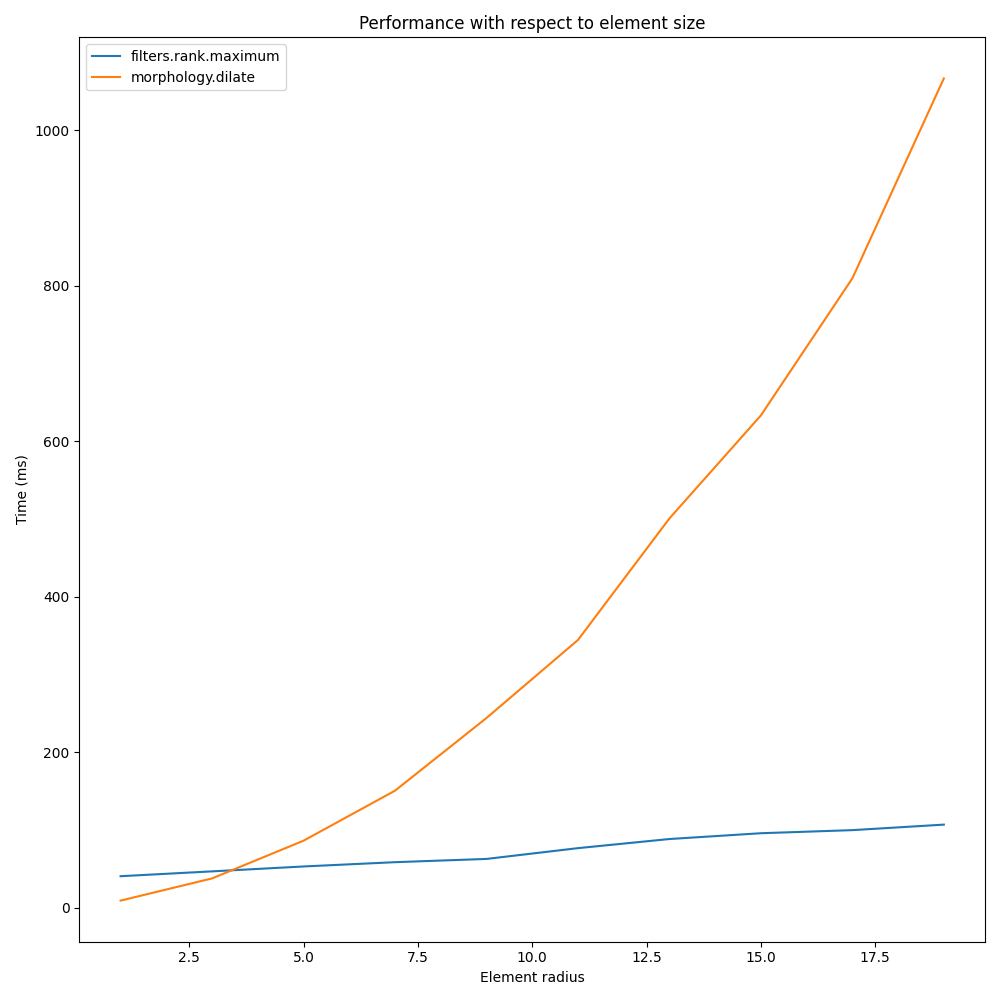 Performance with respect to element size
filters.rank.maximum
morphology.dilate
1000
800
600
400
200
0
Time (ms)
2.5
5.0
7.5
10.0
12.5
15.0
17.5
Element radius